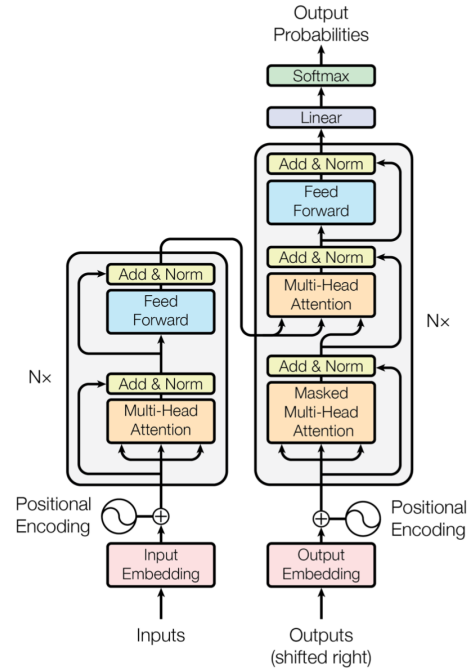 Output
Probabilities
Softmax
Linear
Add & Norm
Feed
Forward
Add & Norm
Multi-Head
Attention
Add & Norm
Masked
Multi-Head
Attention
Nx
Add & Norm
Feed
Forward
Add & Norm
Multi-Head
Attention
Nx
Positional
Encoding
Positional
Encoding
Input
Embedding
Output
Embedding
Inputs
Outputs
(shifted right)